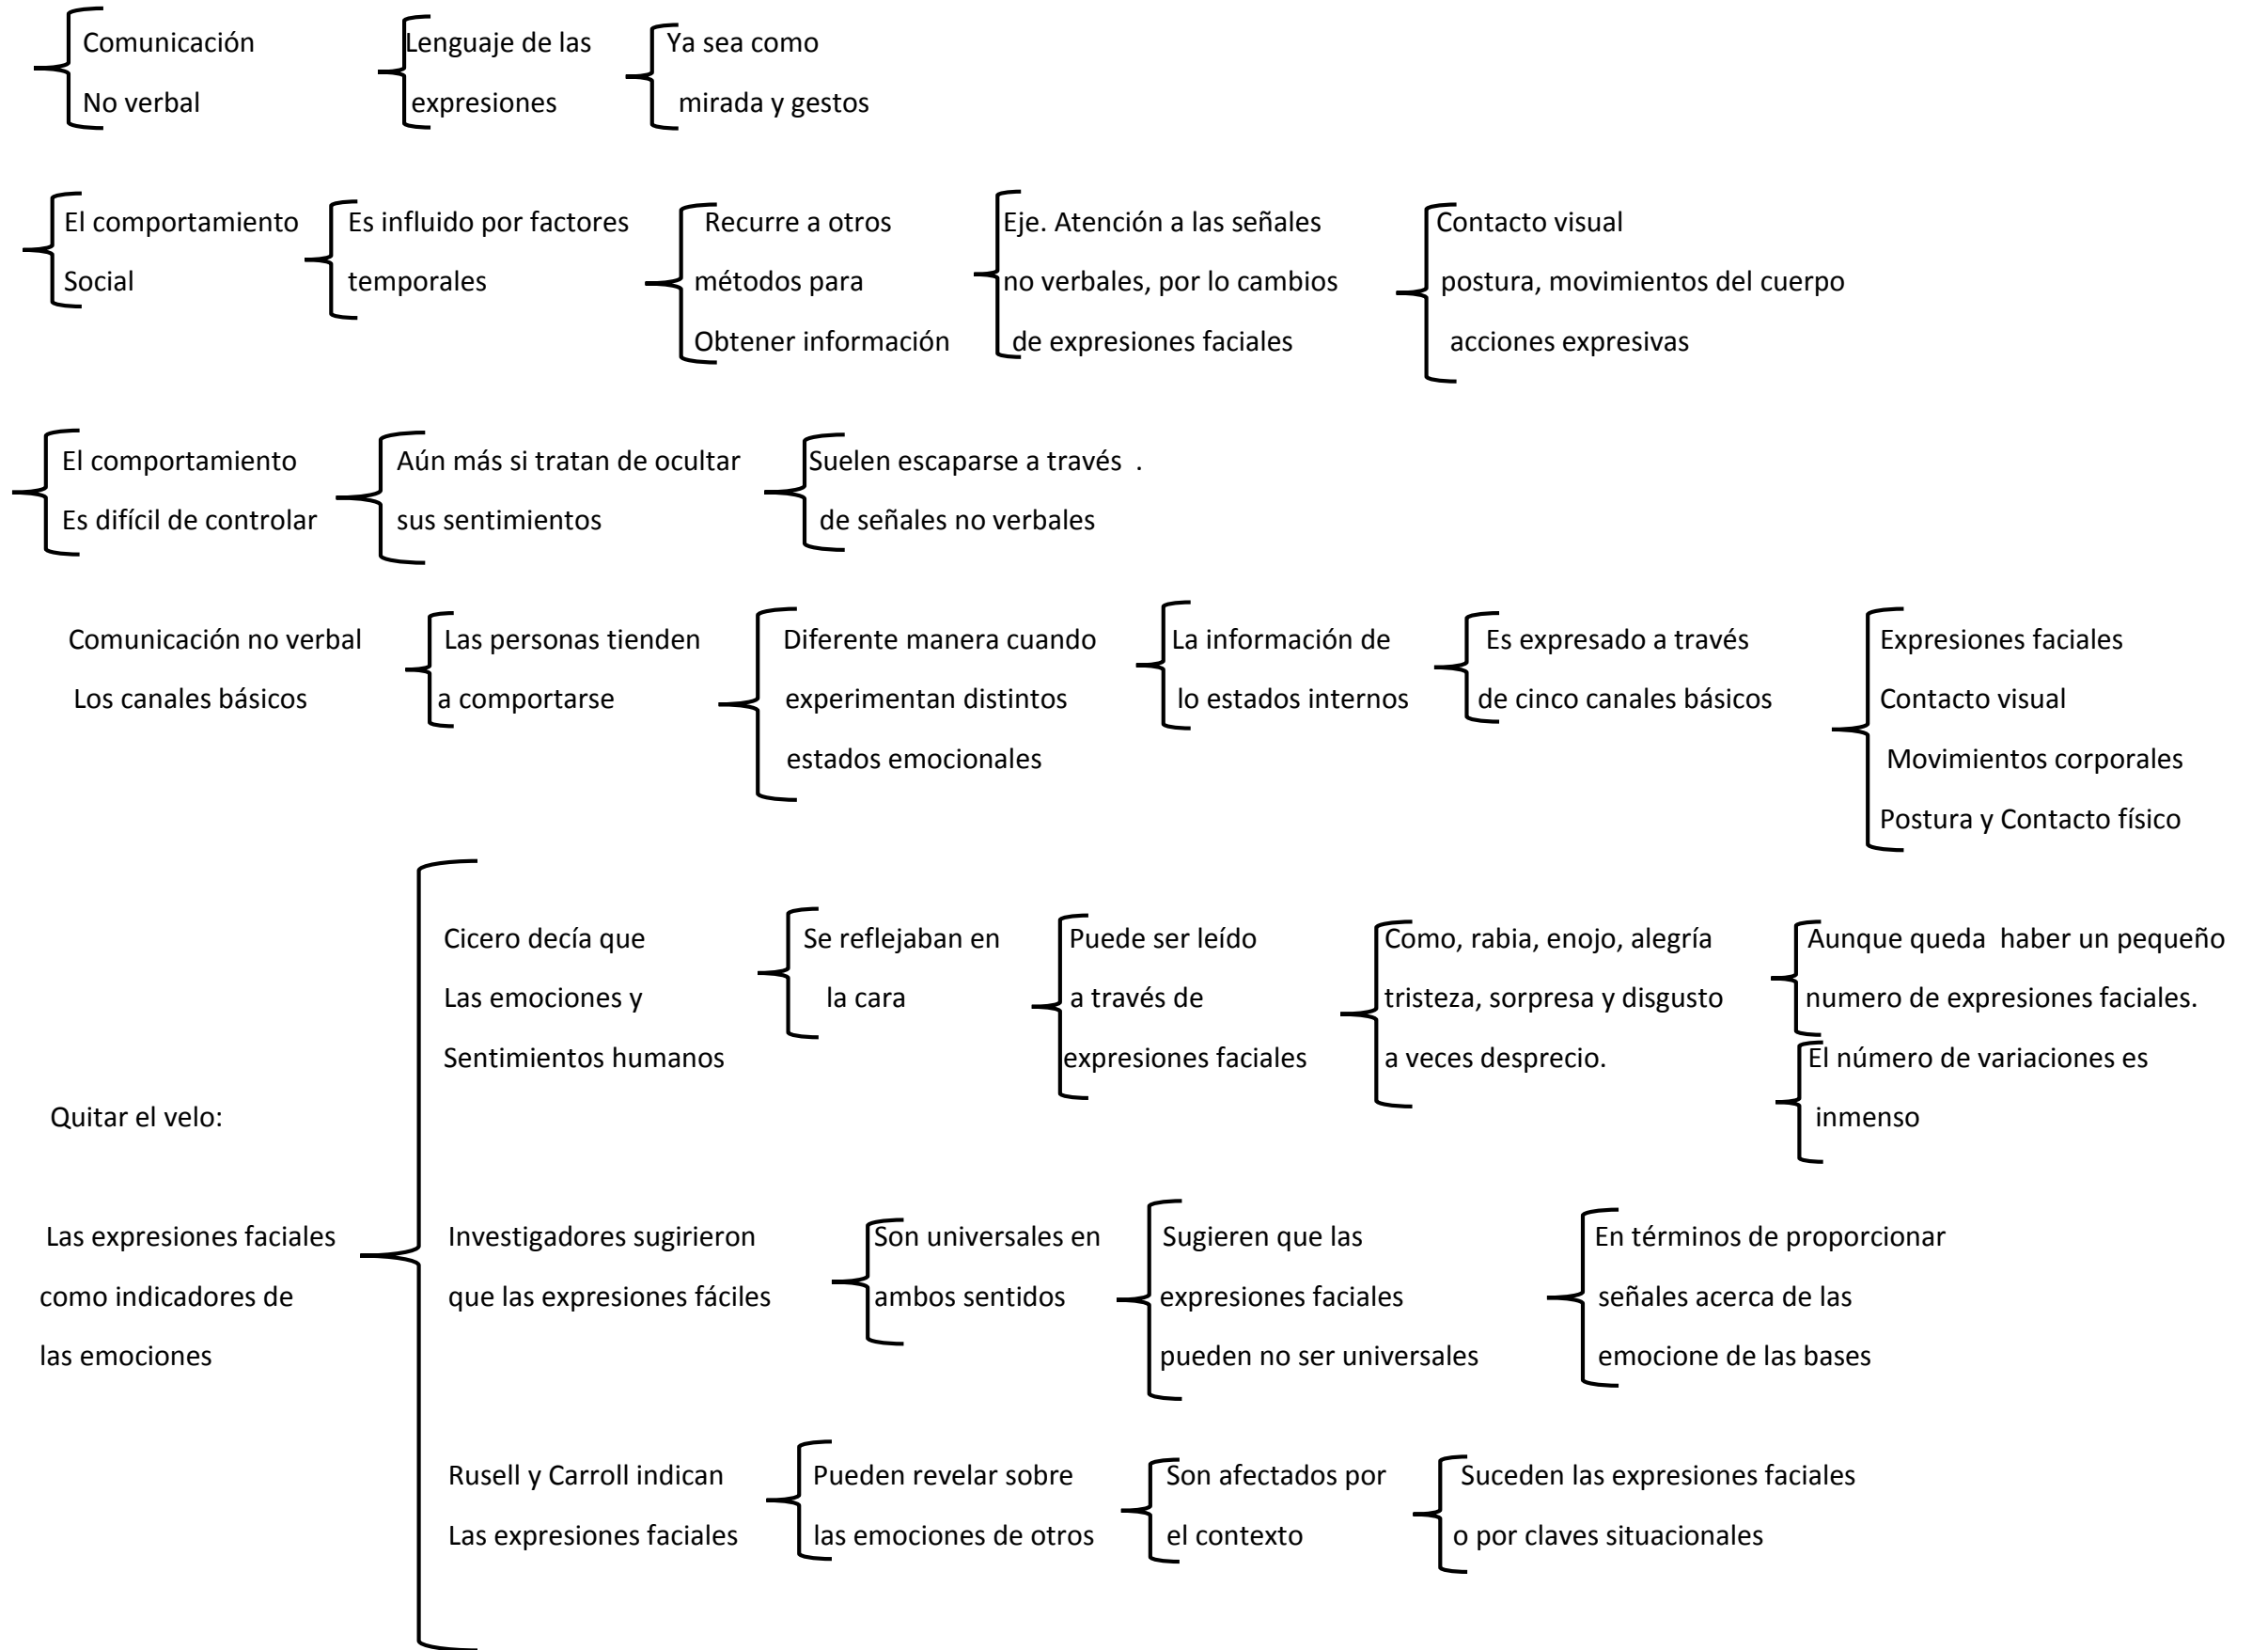 Comunicación
No verbal
Lenguaje de las
expresiones
Ya sea como
mirada y gestos
El comportamiento
Social
Es influido por factores
temporales
Recurre a otros
métodos para
Obtener información
Eje. Atención a las señales
no verbales, por lo cambios
de expresiones faciales
Contacto visual
postura, movimientos del cuerpo
acciones expresivas
El comportamiento
Es difícil de controlar
Aún más si tratan de ocultar
sus sentimientos
Suelen escaparse a través .
de señales no verbales
Comunicación no verbal
Los canales básicos
Las personas tienden
a comportarse
Diferente manera cuando
experimentan distintos
estados emocionales
La información de
lo estados internos
Es expresado a través
de cinco canales básicos
Expresiones faciales
Contacto visual
Movimientos corporales
Postura y Contacto físico
Quitar el velo:
Las expresiones faciales
como indicadores de
las emociones
Cicero decía que
Las emociones y
Sentimientos humanos
Se reflejaban en
la cara
Puede ser leído
a través de
expresiones faciales
Como, rabia, enojo, alegría
tristeza, sorpresa y disgusto
a veces desprecio.
Aunque queda haber un pequeño
numero de expresiones faciales.
El número de variaciones es
inmenso
Investigadores sugirieron
que las expresiones fáciles
Son universales en
ambos sentidos
Sugieren que las
expresiones faciales
pueden no ser universales
En términos de proporcionar
señales acerca de las
emocione de las bases
Rusell y Carroll indican
Las expresiones faciales
Pueden revelar sobre
las emociones de otros
Son afectados por
el contexto
Suceden las expresiones faciales
o por claves situacionales